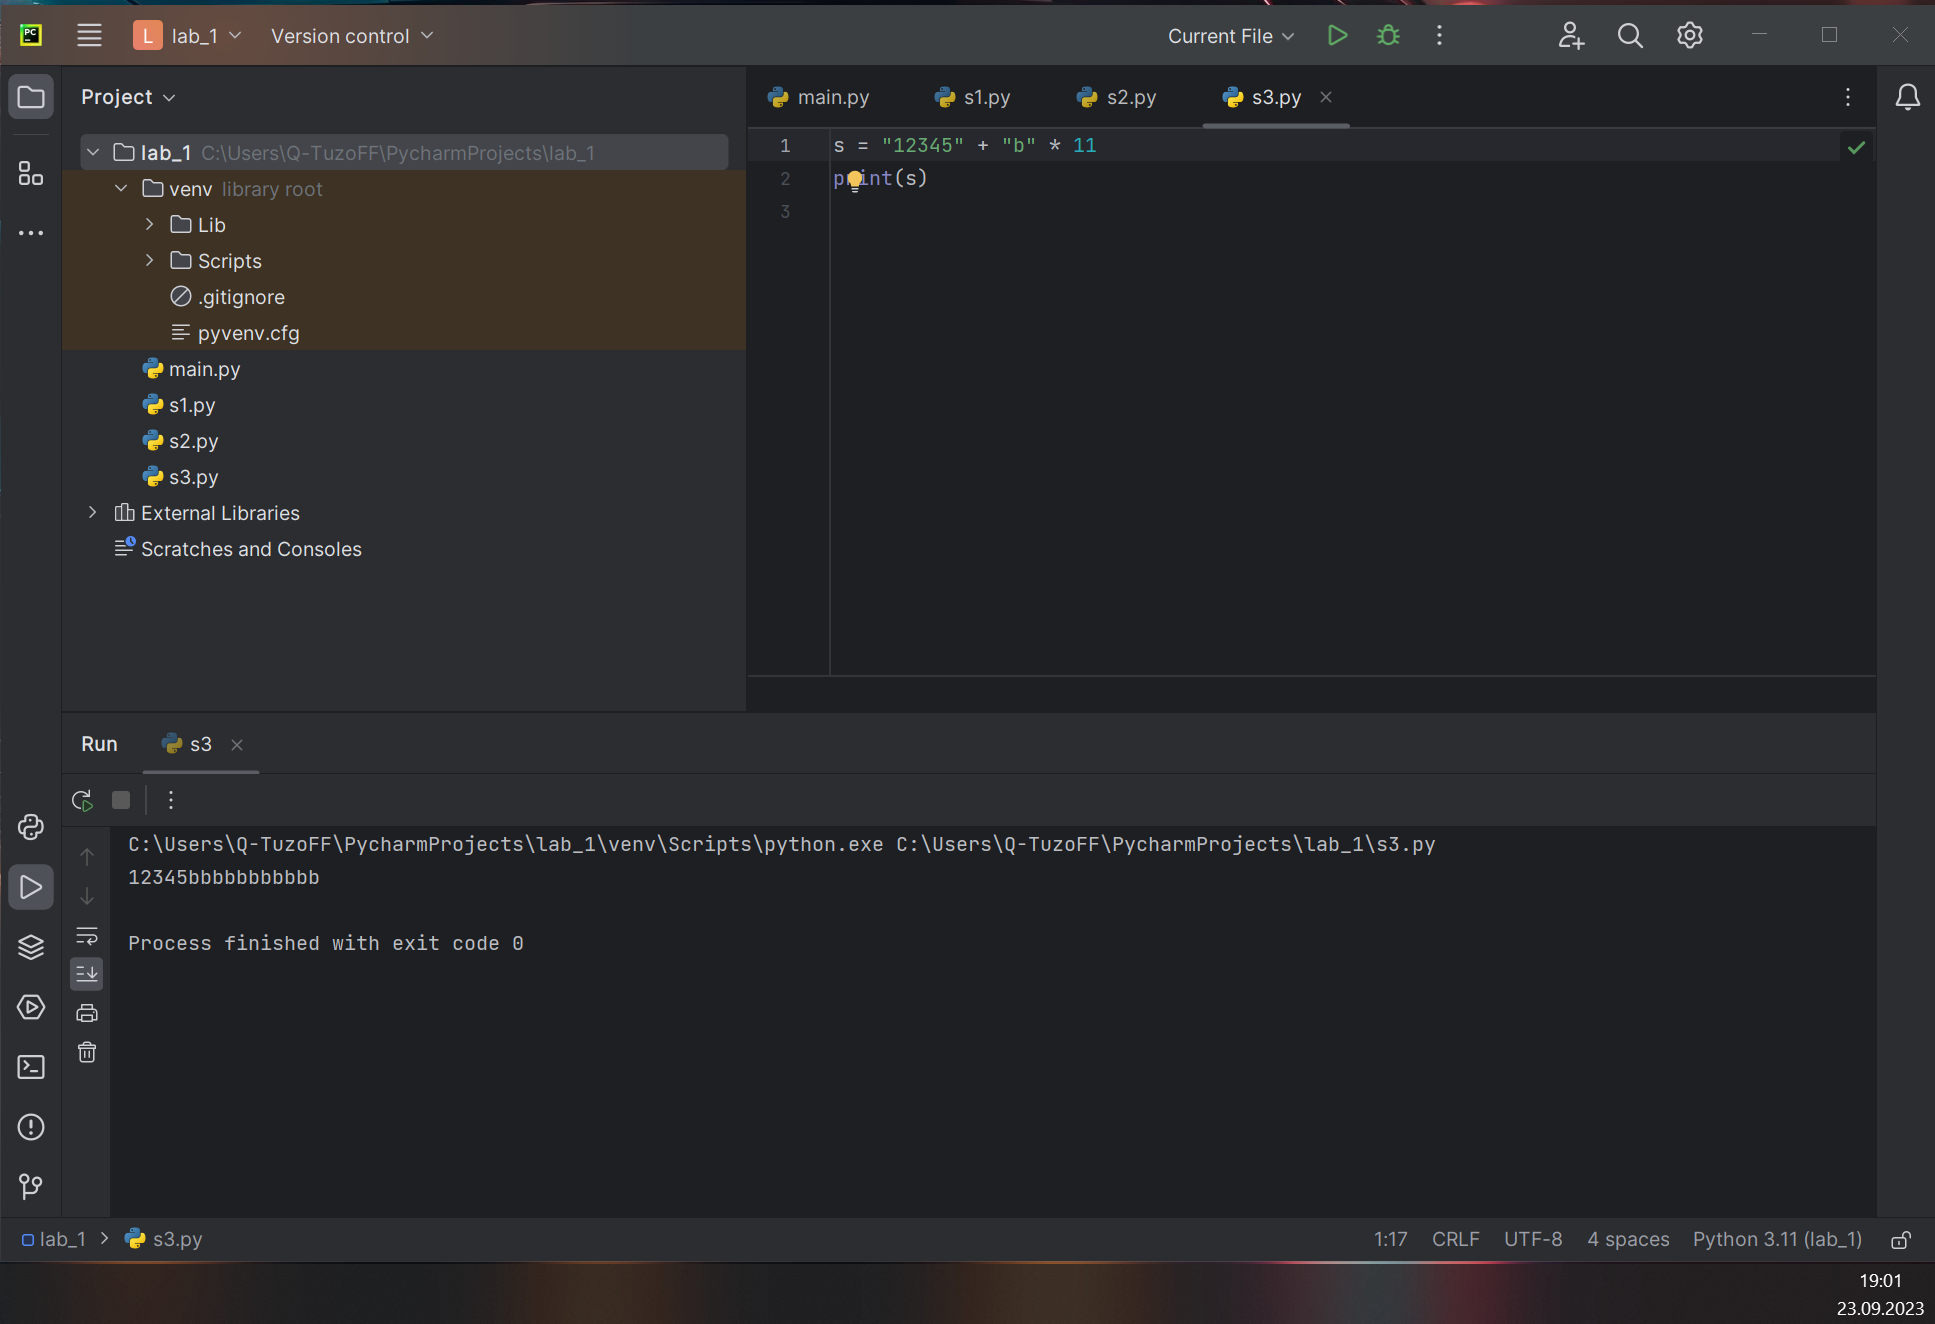 PC
L lab_1 Version control Current File
Project
main.py s1.py s2.py s3.py
lab_1 C:\Users\Q-TuzoFF\PycharmProjects\lab_1
venv library root
Lib
Scripts
.gitignore
pyvenv.cfg
main.py
s1.py
s2.py
s3.py
External Libraries
Scratches and Consoles
1 s = "12345" + "b" * 11
2 print(s)
3
Run s3
C:\Users\Q-TuzoFF\PycharmProjects\lab_1\venv\Scripts\python.exe C:\Users\Q-TuzoFF\PycharmProjects\lab_1\s3.py
12345bbbbbbbbbbb
Process finished with exit code 0
lab_1 > s3.py 1:17 CRLF UTF-8 4 spaces Python 3.11 (lab_1)
19:01
23.09.2023